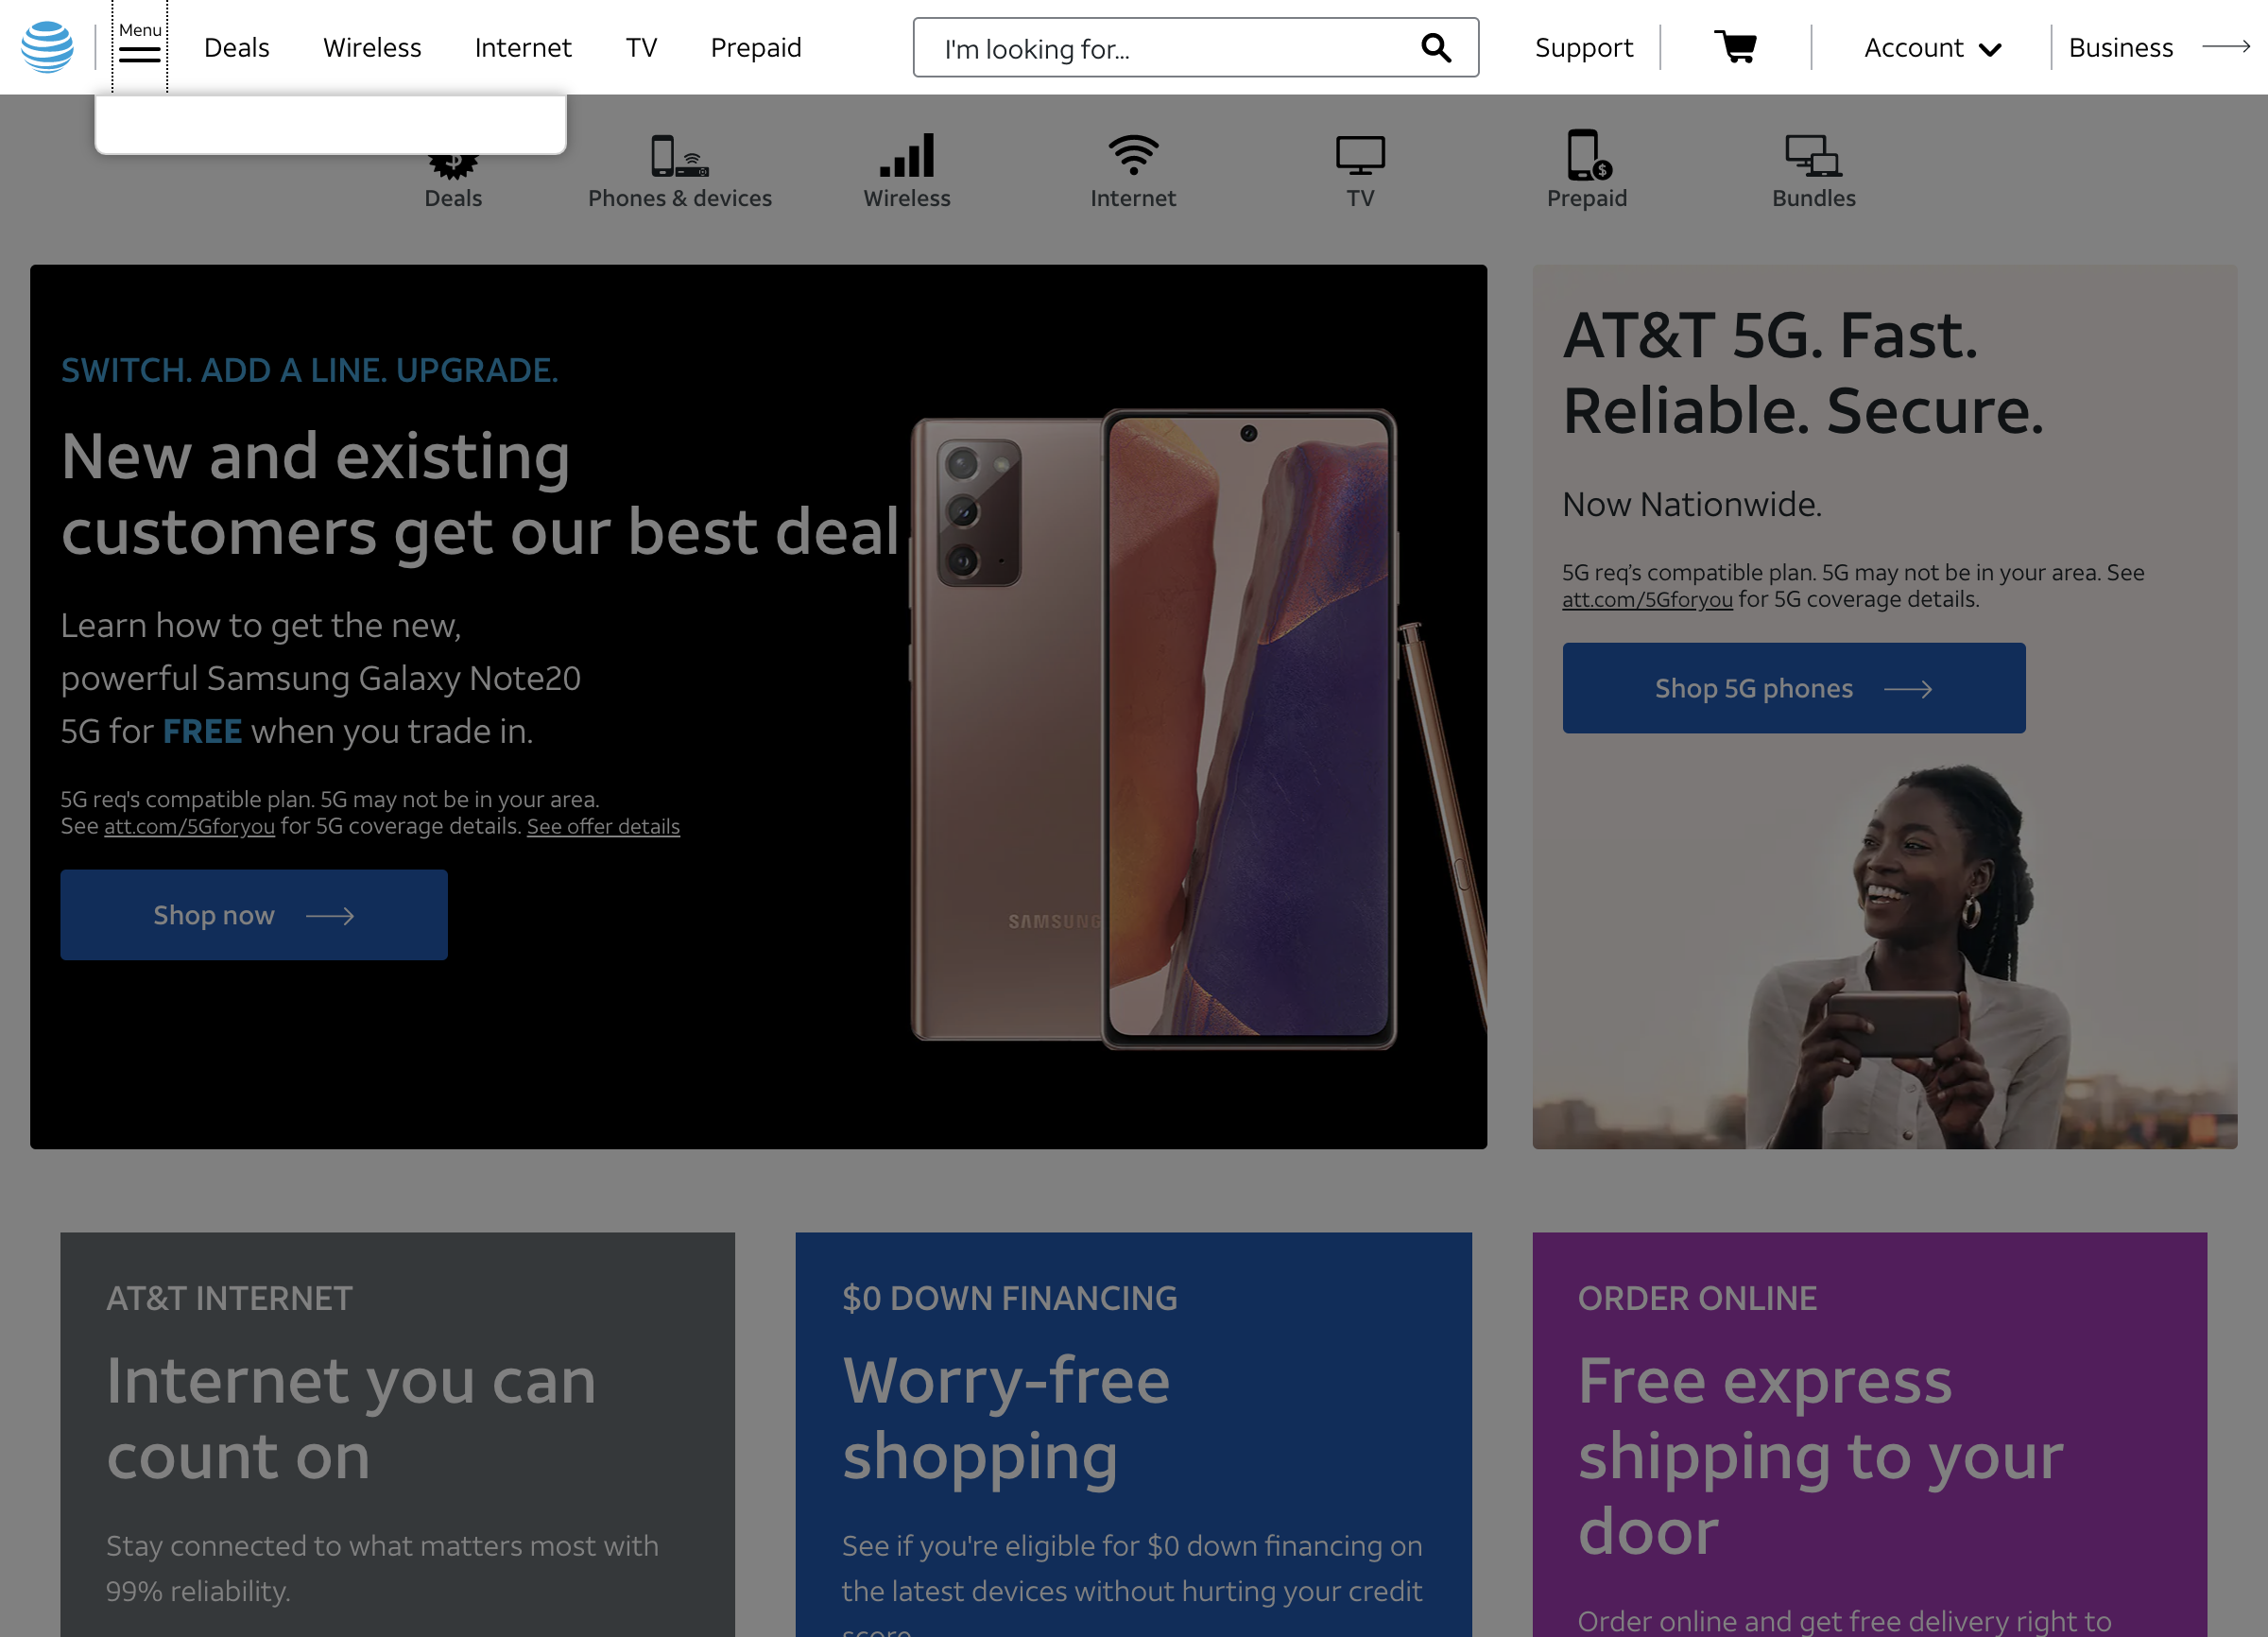 Menu
Deals
Wireless
Internet
TV
Prepaid
I'm looking for...
Support
Account
Business
$
$
Deals
Phones & devices
Wireless
Internet
TV
Prepaid
Bundles
SWITCH. ADD A LINE. UPGRADE.
New and existing
customers get our best deal
Learn how to get the new,
powerful Samsung Galaxy Note20
5G for FREE when you trade in.
5G req's compatible plan. 5G may not be in your area.
See att.com/5Gforyou for 5G coverage details. See offer details
Shop now
SAMSUNG
AT&T 5G. Fast.
Reliable. Secure.
Now Nationwide.
5G req’s compatible plan. 5G may not be in your area. See
att.com/5Gforyou for 5G coverage details.
Shop 5G phones
AT&T INTERNET
Internet you can
count on
Stay connected to what matters most with
99% reliability.
$0 DOWN FINANCING
Worry-free
shopping
See if you're eligible for $0 down financing on
the latest devices without hurting your credit
score.
ORDER ONLINE
Free express
shipping to your
door
Order online and get free delivery right to